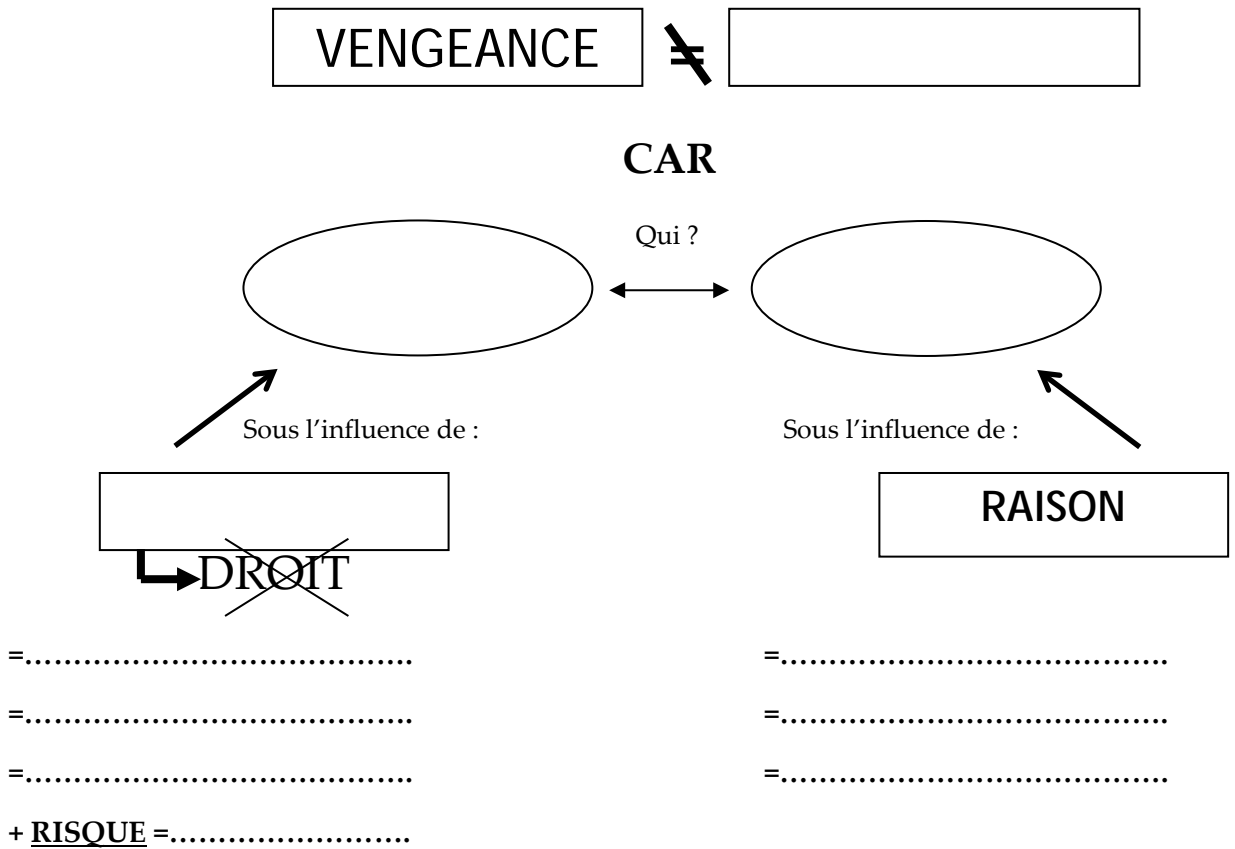 VENGEANCE ≠
CAR
Qui ?
Sous l’influence de : Sous l’influence de :
RAISON
DROIT
=…………………………………. =………………………………….
=…………………………………. =………………………………….
=…………………………………. =………………………………….
+ RISQUE =…………………….